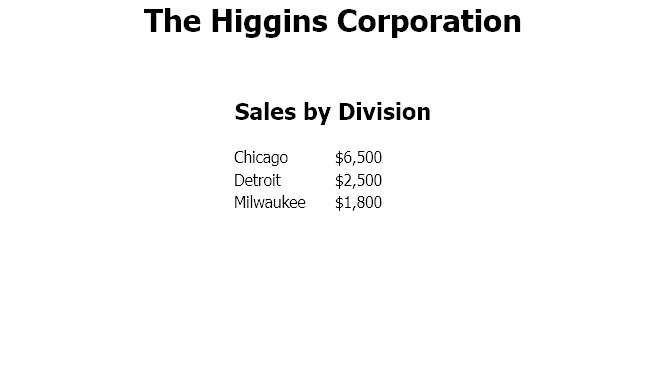 The Higgins Corporation
Sales by Division
Chicago $6,500
Detroit $2,500
Milwaukee $1,800